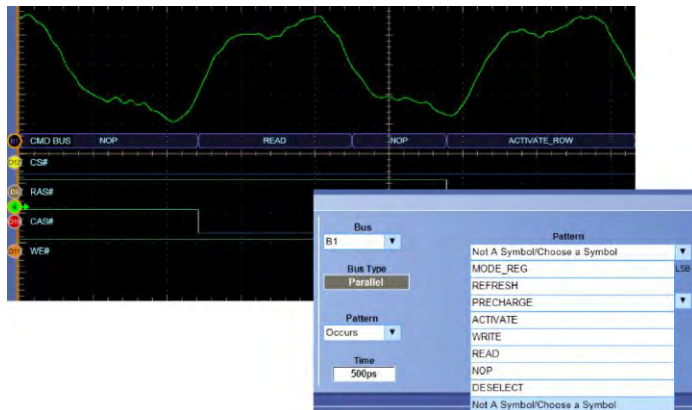 CMD BUS NOP READ NOP ACTIVATE_ROW
CS#
RAS#
CAS#
WE#
Bus
B1
Bus Type
Parallel
Pattern
Occurs
Time
500ps
Pattern
Not A Symbol/Choose a Symbol
LSB
MODE_REG
REFRESH
PRECHARGE
ACTIVATE
WRITE
READ
NOP
DESELECT
Not A Symbol/Choose a Symbol